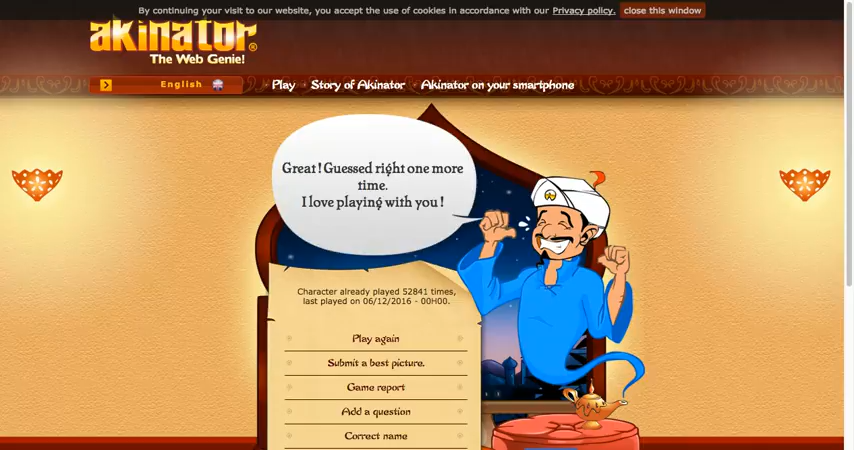 By continuing your visit to our website, you accept the use of cookies in accordance with our Privacy policy. close this window
akinator®
The Web Genie!
English Play Story of Akinator Akinator on your smartphone
Great ! Guessed right one more
time.
I love playing with you !
Character already played 52841 times,
last played on 06/12/2016 - 00H00.
Play again
Submit a best picture.
Game report
Add a question
Correct name